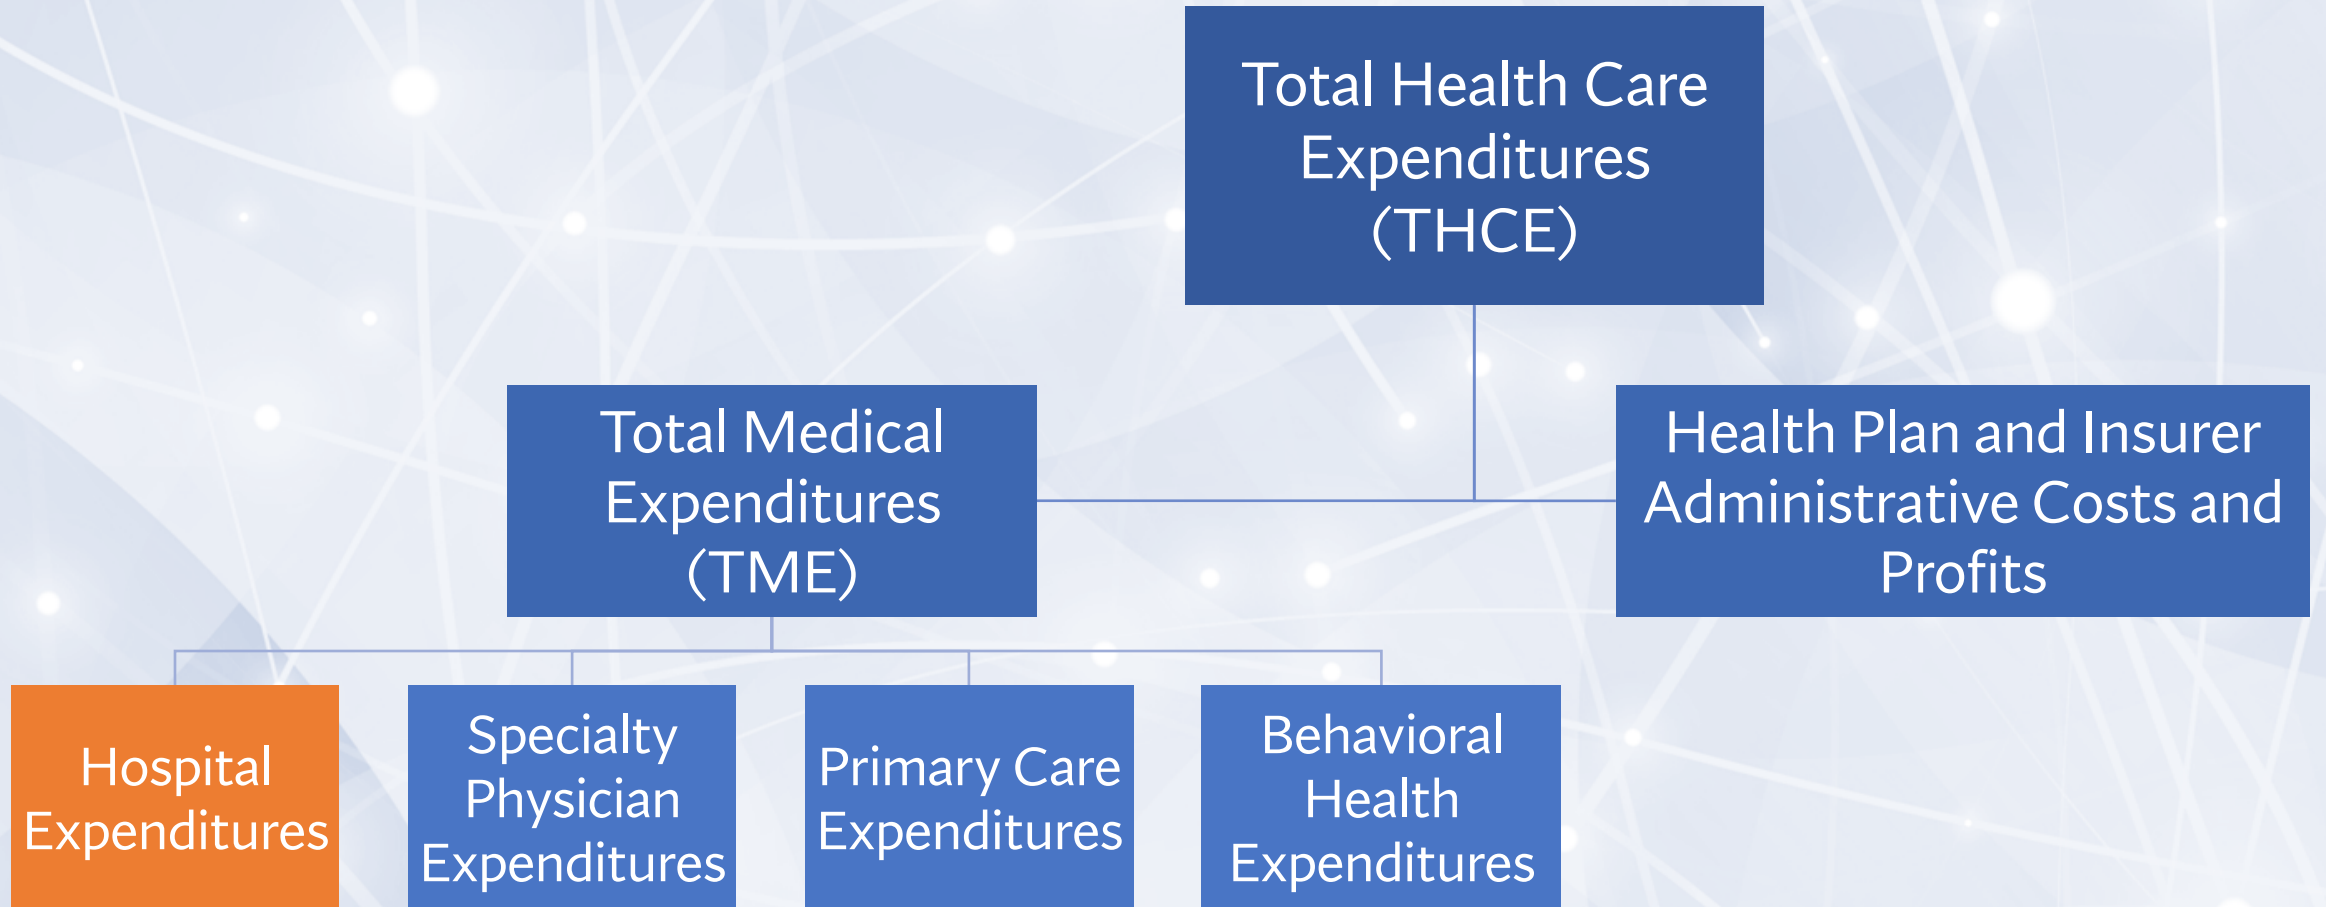 Total Health Care
Expenditures
(THCE)
Total Medical
Expenditures
(TME)
Health Plan and Insurer
Administrative Costs and
Profits
Hospital
Expenditures
Specialty
Physician
Expenditures
Primary Care
Expenditures
Behavioral
Health
Expenditures